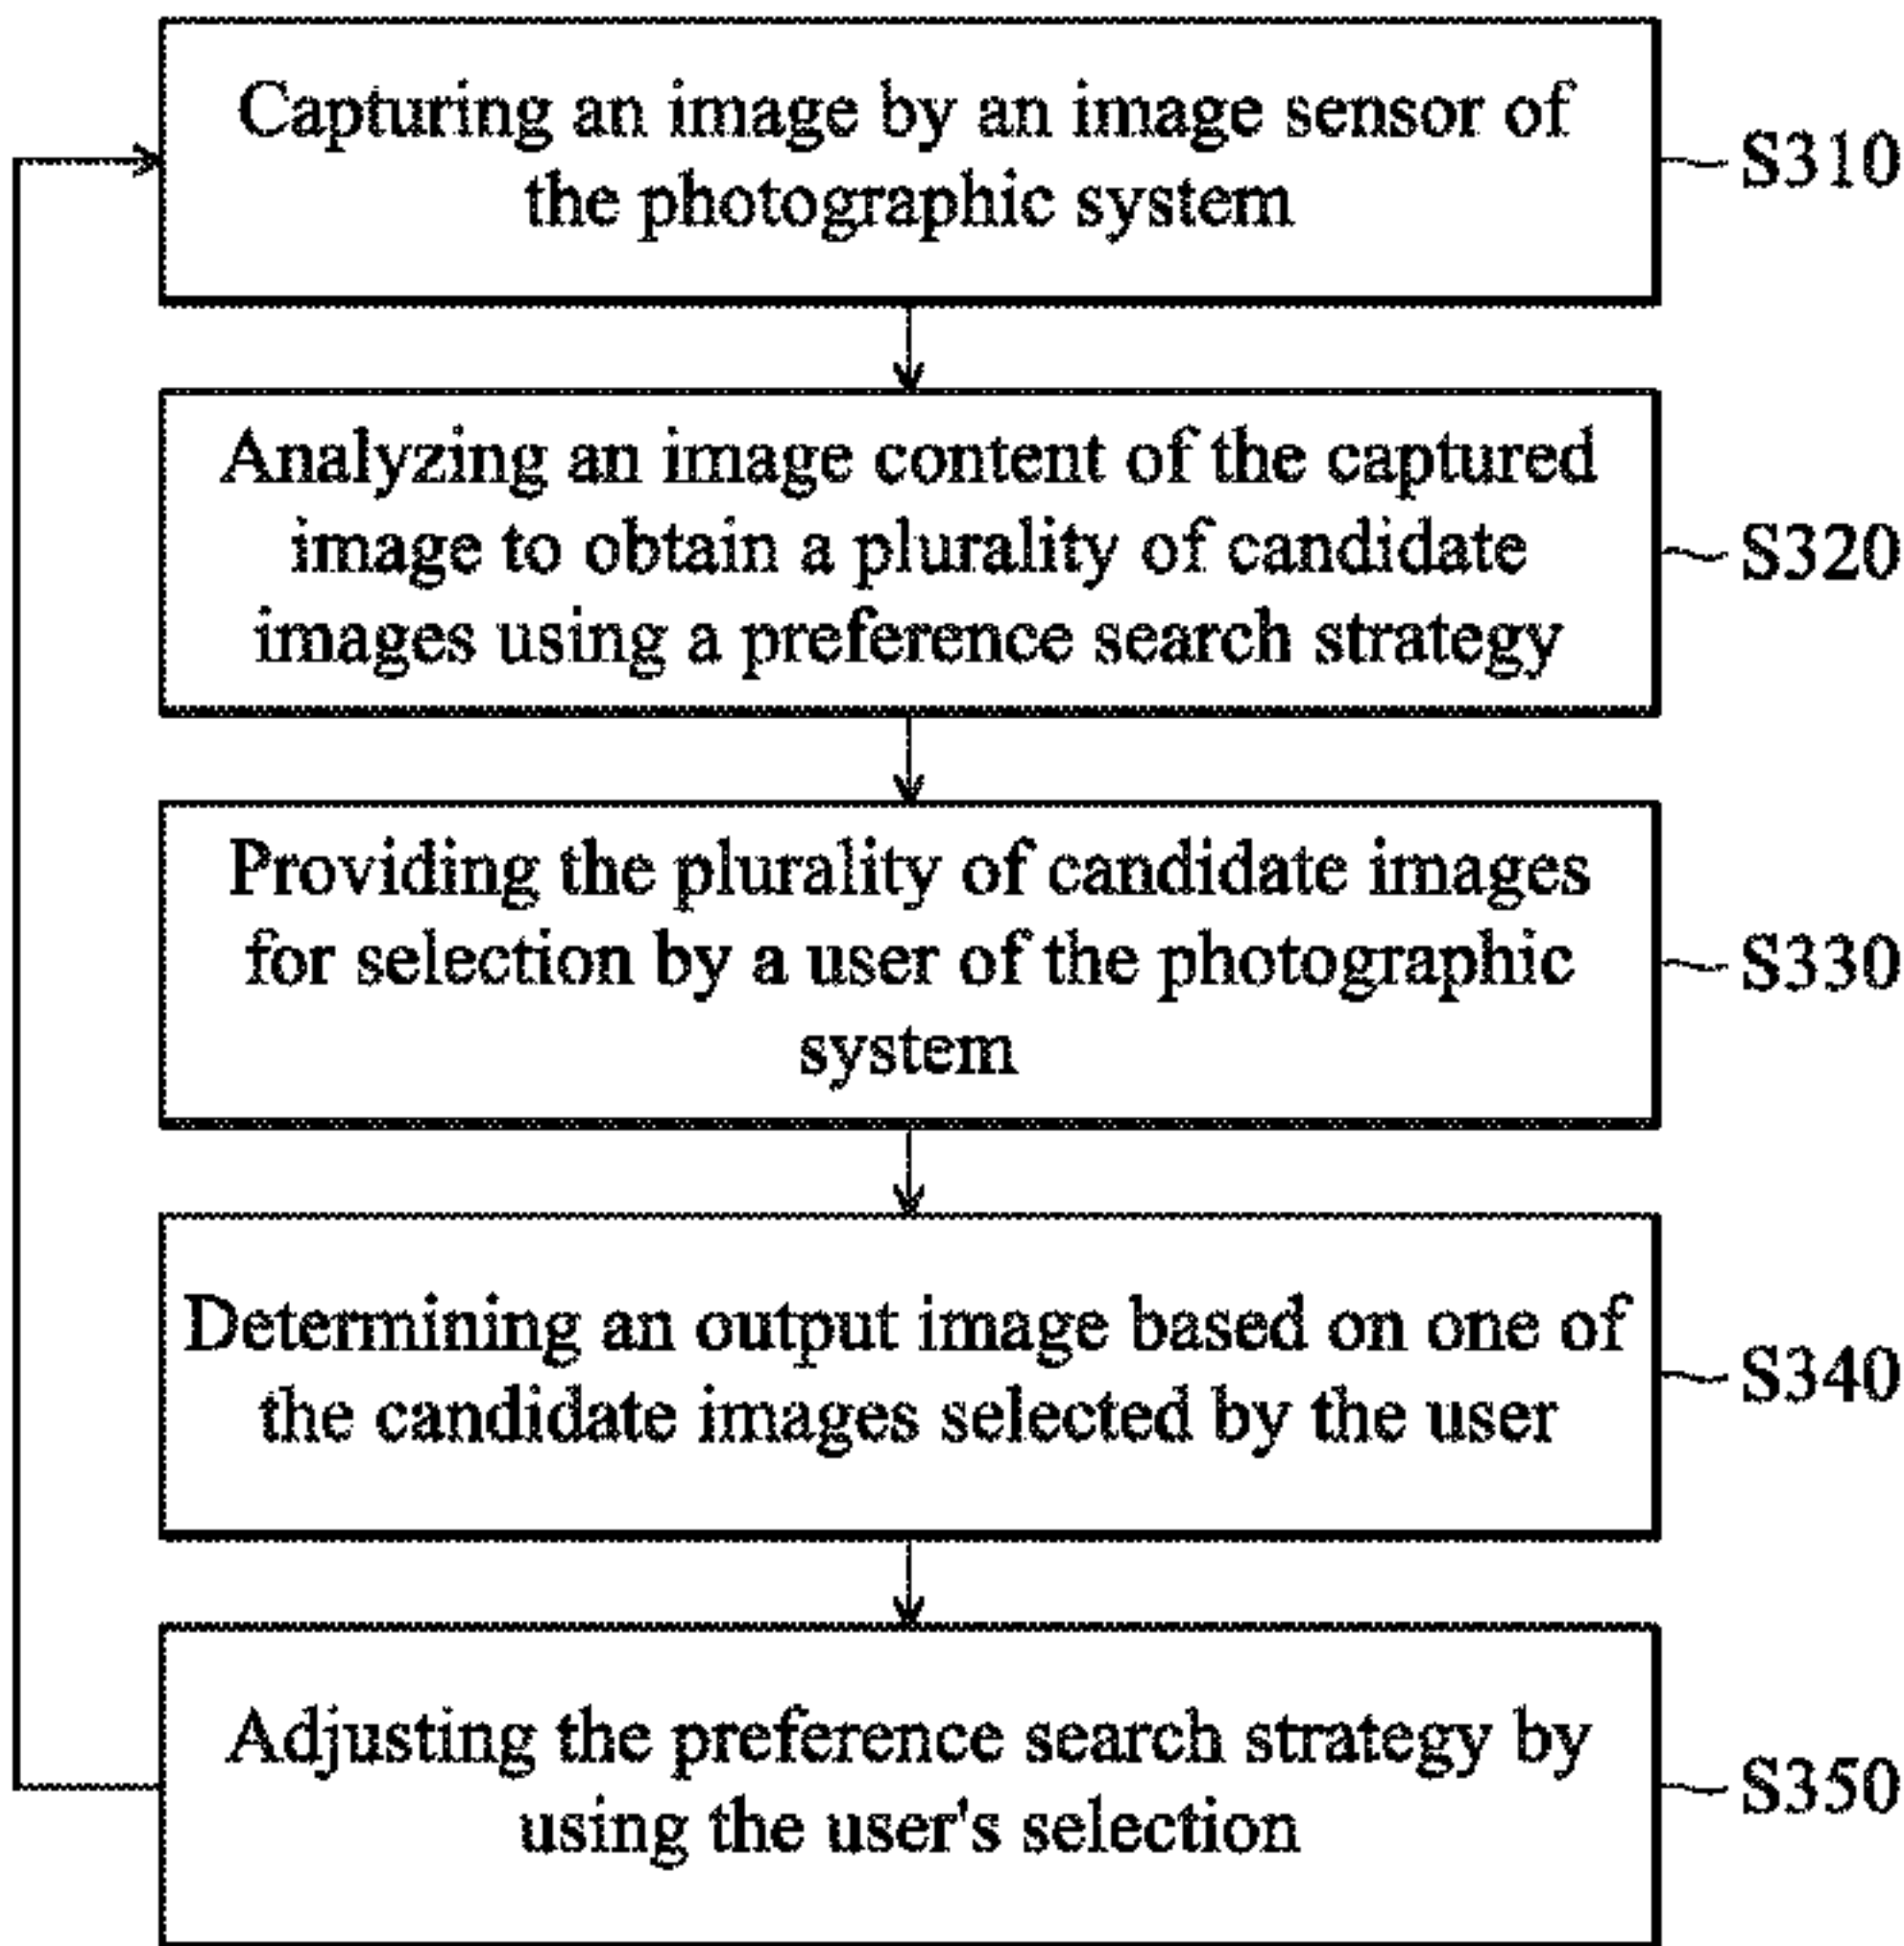 Capturing an image by an image sensor of
the photographic system
S310
Analyzing an image content of the captured
image to obtain a plurality of candidate
images using a preference search strategy
S320
Providing the plurality of candidate images
for selection by a user of the photographic
system
S330
Determining an output image based on one of
the candidate images selected by the user
S340
Adjusting the preference search strategy by
using the user's selection
S350